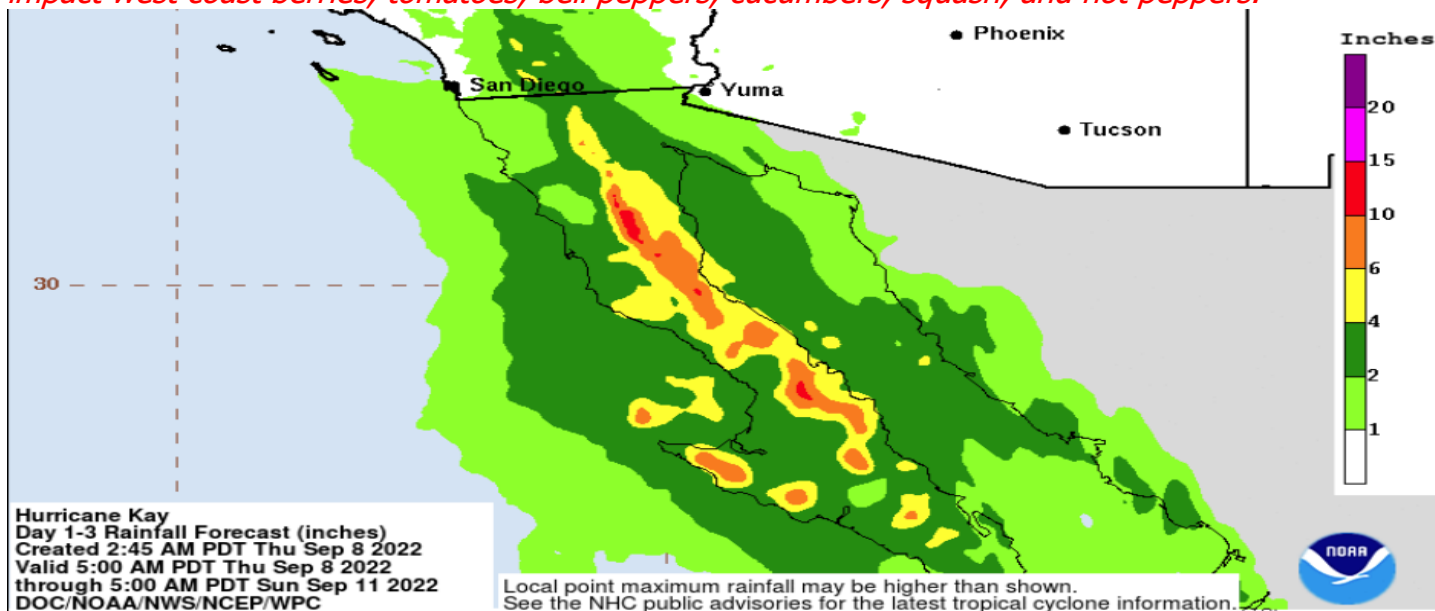 impact west coast berries, tomatoes, bell peppers, cucumbers, squash, and hot peppers.
Phoenix
Inches
San Diego
Yuma
20
Tucson
15
10
30
6
4
2
1
Hurricane Kay
Day 1-3 Rainfall Forecast (inches)
Created 2:45 AM PDT Thu Sep 8 2022
Valid 5:00 AM PDT Thu Sep 8 2022
through 5:00 AM PDT Sun Sep 11 2022
DOC/NOAA/NWS/NCEP/WPC
Local point maximum rainfall may be higher than shown.
See the NHC public advisories for the latest tropical cyclone information.
NOAA